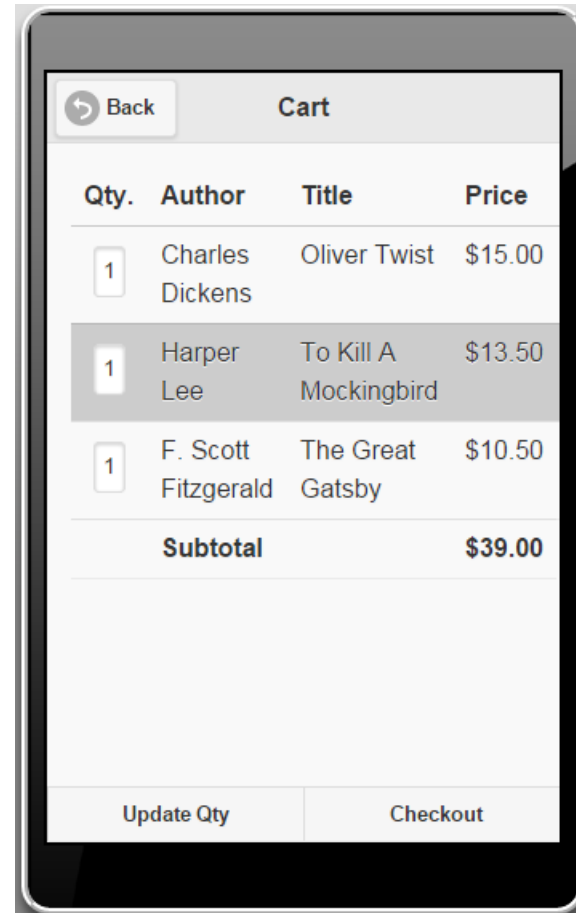 Back Cart
Qty. Author Title Price
1 Charles Dickens Oliver Twist $15.00
1 Harper Lee To Kill A Mockingbird $13.50
1 F. Scott Fitzgerald The Great Gatsby $10.50
Subtotal $39.00
Update Qty Checkout